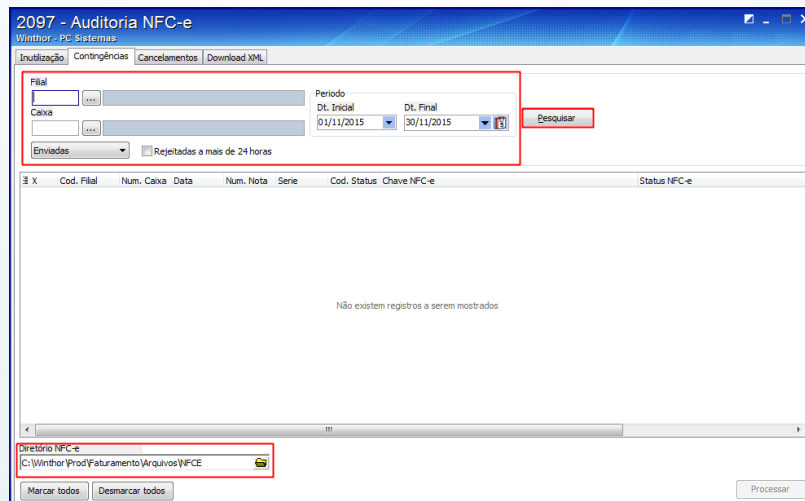 2097 - Auditoria NFC-e
Winthor - PC Sistemas
Inutilização Contingências Cancelamentos Download XML
Filial
...
Caixa
...
Periodo
Dt. Inicial Dt. Final
01/11/2015 30/11/2015
Pesquisar
Enviadas Rejeitadas a mais de 24 horas
X Cod. Filial Num. Caixa Data Num. Nota Serie Cod. Status Chave NFC-e Status NFC-e
Não existem registros a serem mostrados
Diretório NFC-e
C:\Winthor\Prod\Faturamento\Arquivos\NFCE
Marcar todos Desmarcar todos Processar